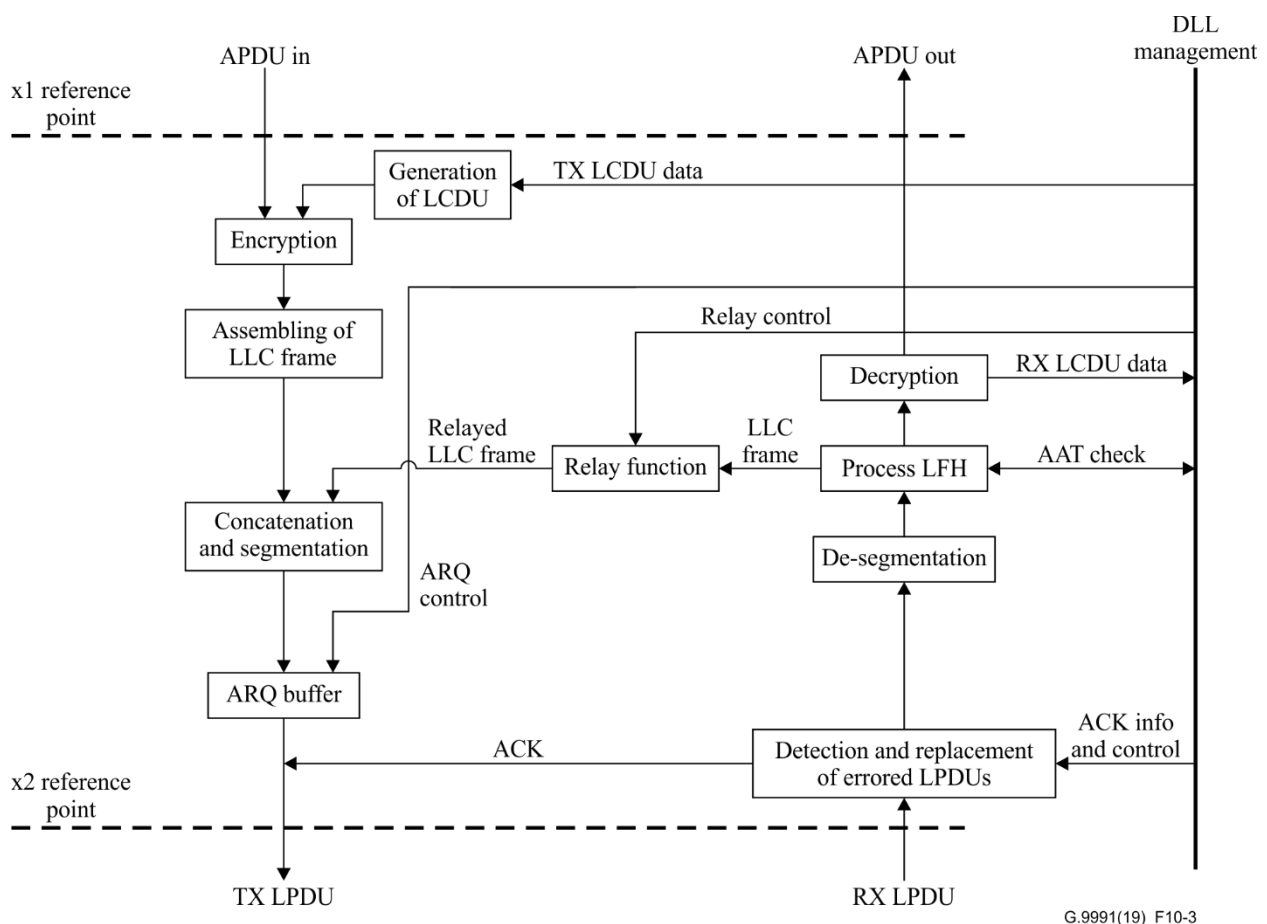 DLL
management
APDU in
APDU out
x1 reference
point
Generation
of LCDU
TX LCDU data
Encryption
Assembling of
LLC frame
Relay control
Decryption
RX LCDU data
Relayed
LLC frame
Relay function
LLC
frame
Process LFH
AAT check
Concatenation
and segmentation
De-segmentation
ARQ
control
ARQ buffer
ACK
Detection and replacement
of errored LPDUs
ACK info
and control
x2 reference
point
TX LPDU
RX LPDU
G.9991(19)_F10-3